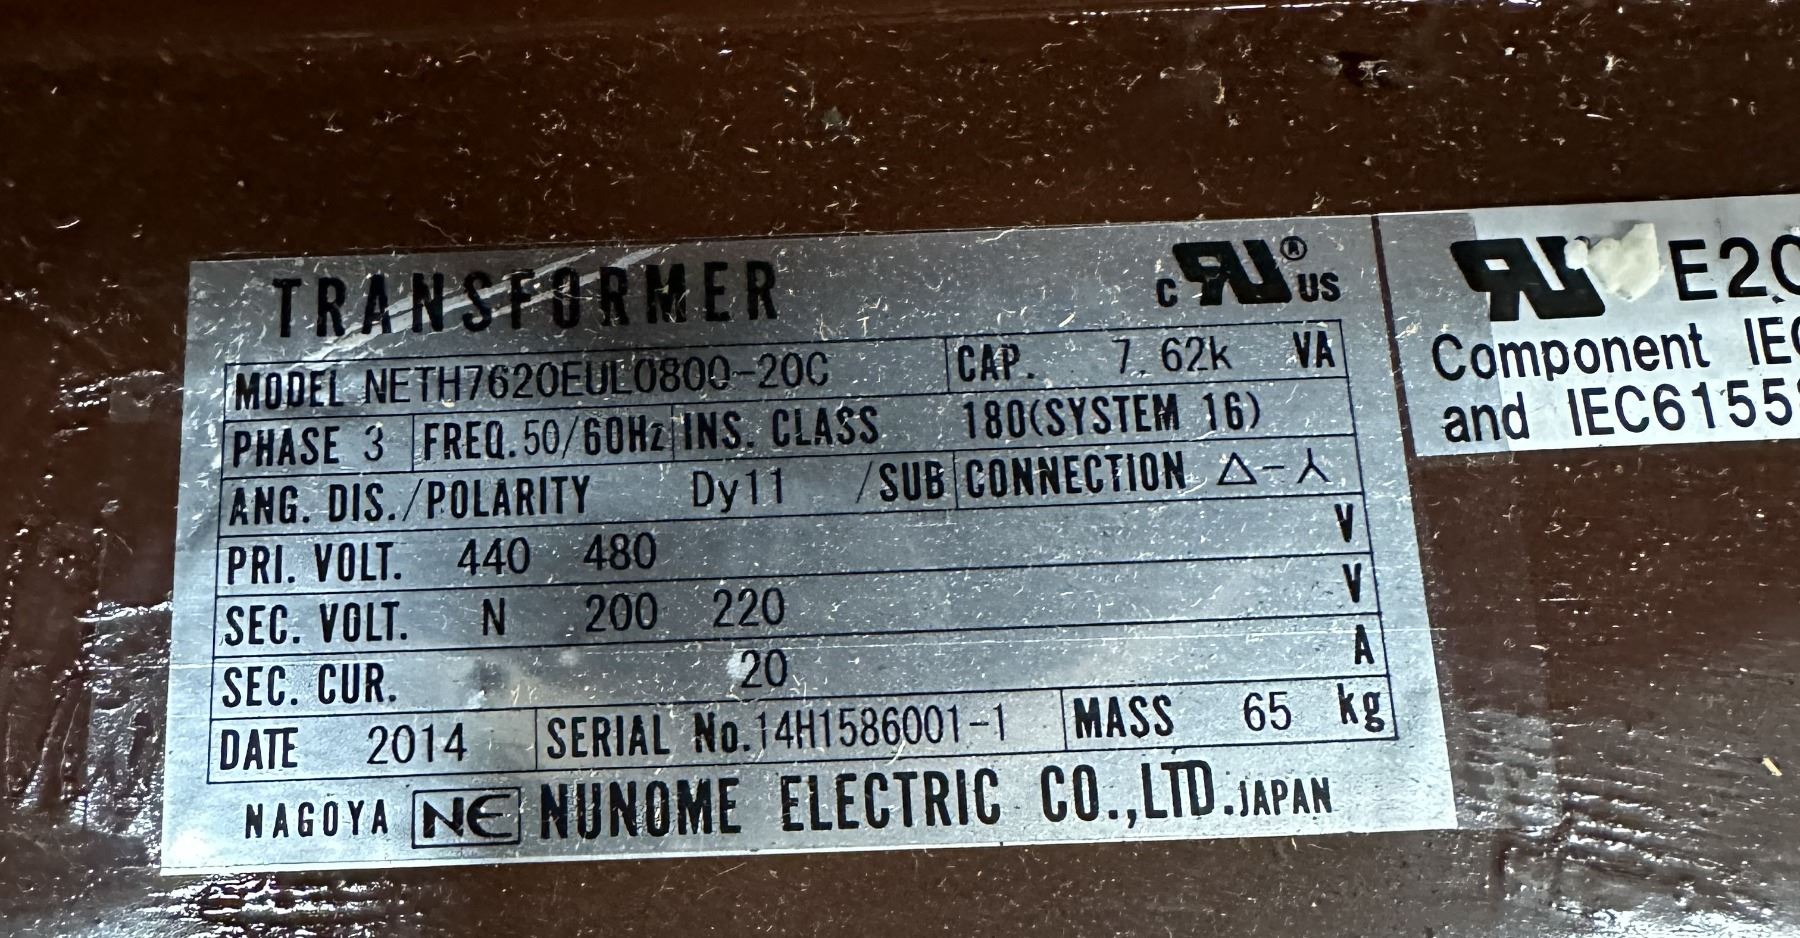 TRANSFORMER
c RU ® US
MODEL NETH7620EUL0800-20C CAP. 7.62k VA
PHASE 3 FREQ. 50/60Hz INS. CLASS 180(SYSTEM 16)
ANG. DIS./POLARITY Dy11 /SUB CONNECTION △-⅄
PRI. VOLT. 440 480 V
SEC. VOLT. N 200 220 V
SEC. CUR. 20 A
DATE 2014 SERIAL No. 14H1586001-1 MASS 65 kg
NAGOYA NE NUNOME ELECTRIC CO.,LTD. JAPAN
RU
Component
and